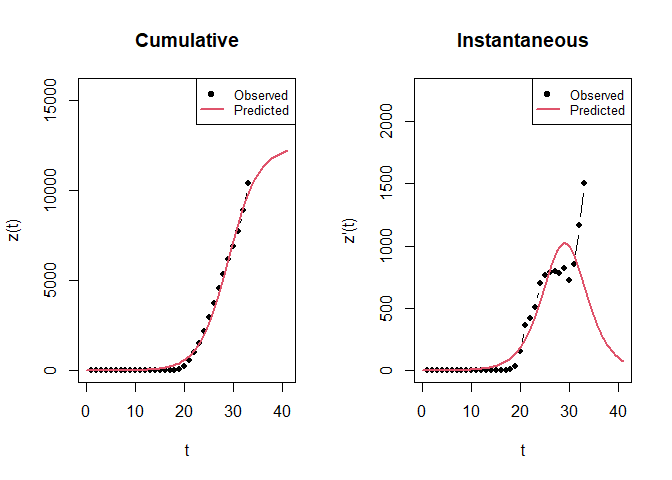 Cumulative
Observed
Predicted
z(t)
0
5000
10000
15000
0
10
20
30
40
t
Instantaneous
Observed
Predicted
z'(t)
0
500
1000
1500
2000
0
10
20
30
40
t